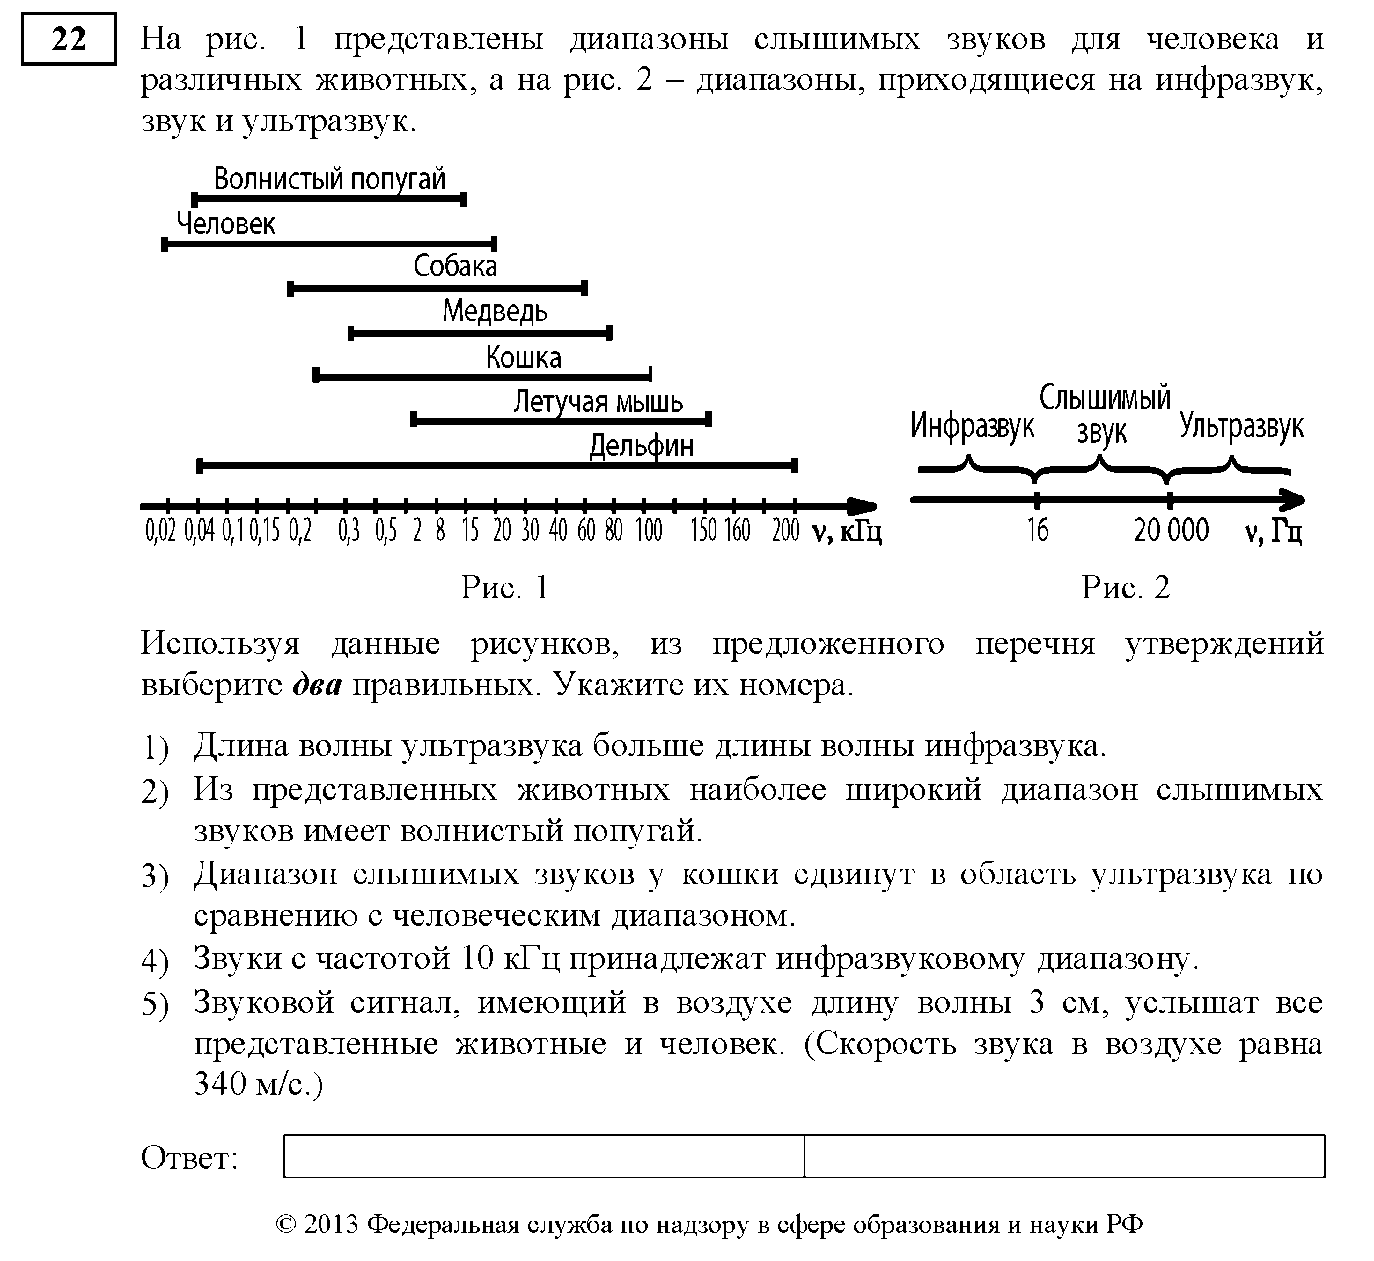 22
На рис. 1 представлены диапазоны слышимых звуков для человека и
различных животных, а на рис. 2 – диапазоны, приходящиеся на инфразвук,
звук и ультразвук.
Волнистый попугай
Человек
Собака
Медведь
Кошка
Летучая мышь
Дельфин
0,02 0,04 0,1 0,15 0,2 0,3 0,5 2 8 15 20 30 40 60 80 100 150 160 200 ν, кГц
Рис. 1
Инфразвук
Слышимый
звук
Ультразвук
16 20 000 ν, Гц
Рис. 2
Используя данные рисунков, из предложенного перечня утверждений
выберите два правильных. Укажите их номера.
1) Длина волны ультразвука больше длины волны инфразвука.
2) Из представленных животных наиболее широкий диапазон слышимых
звуков имеет волнистый попугай.
3) Диапазон слышимых звуков у кошки сдвинут в область ультразвука по
сравнению с человеческим диапазоном.
4) Звуки с частотой 10 кГц принадлежат инфразвуковому диапазону.
5) Звуковой сигнал, имеющий в воздухе длину волны 3 см, услышат все
представленные животные и человек. (Скорость звука в воздухе равна
340 м/с.)
Ответ:
© 2013 Федеральная служба по надзору в сфере образования и науки РФ